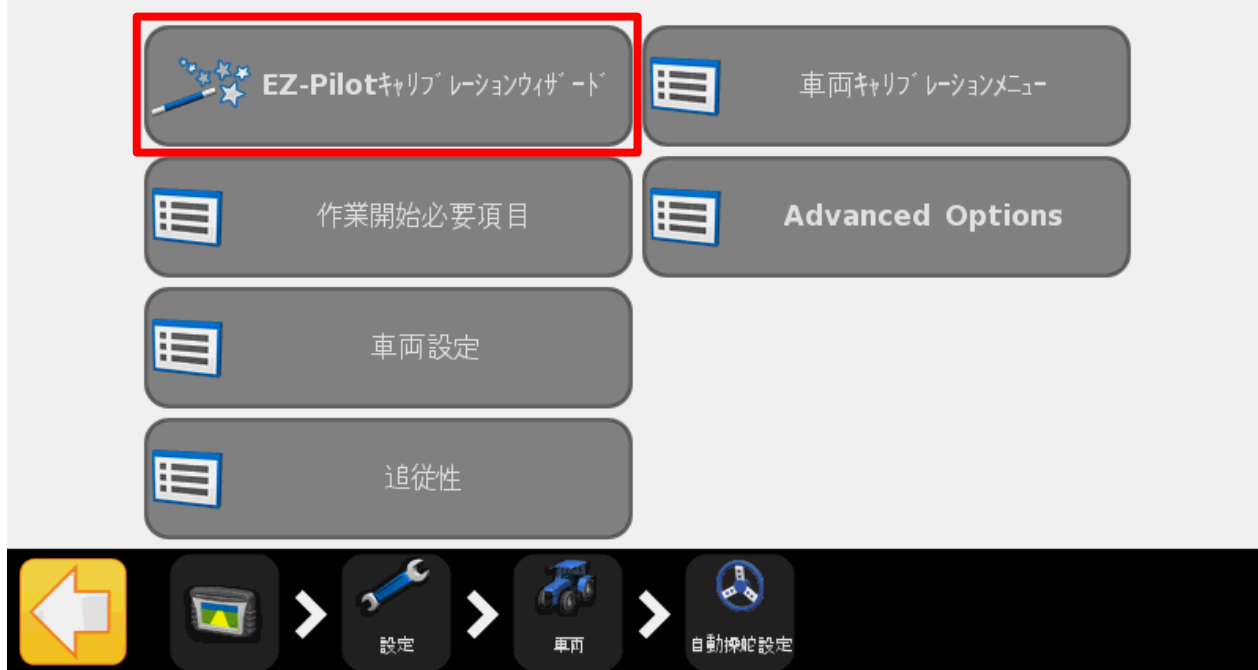 EZ-Pilotｷｬﾘﾌﾞﾚｰｼｮﾝｳｨｻﾞｰﾄﾞ
車両ｷｬﾘﾌﾞﾚｰｼｮﾝﾒﾆｭｰ
作業開始必要項目
Advanced Options
車両設定
追従性
設定
車両
自動操舵設定